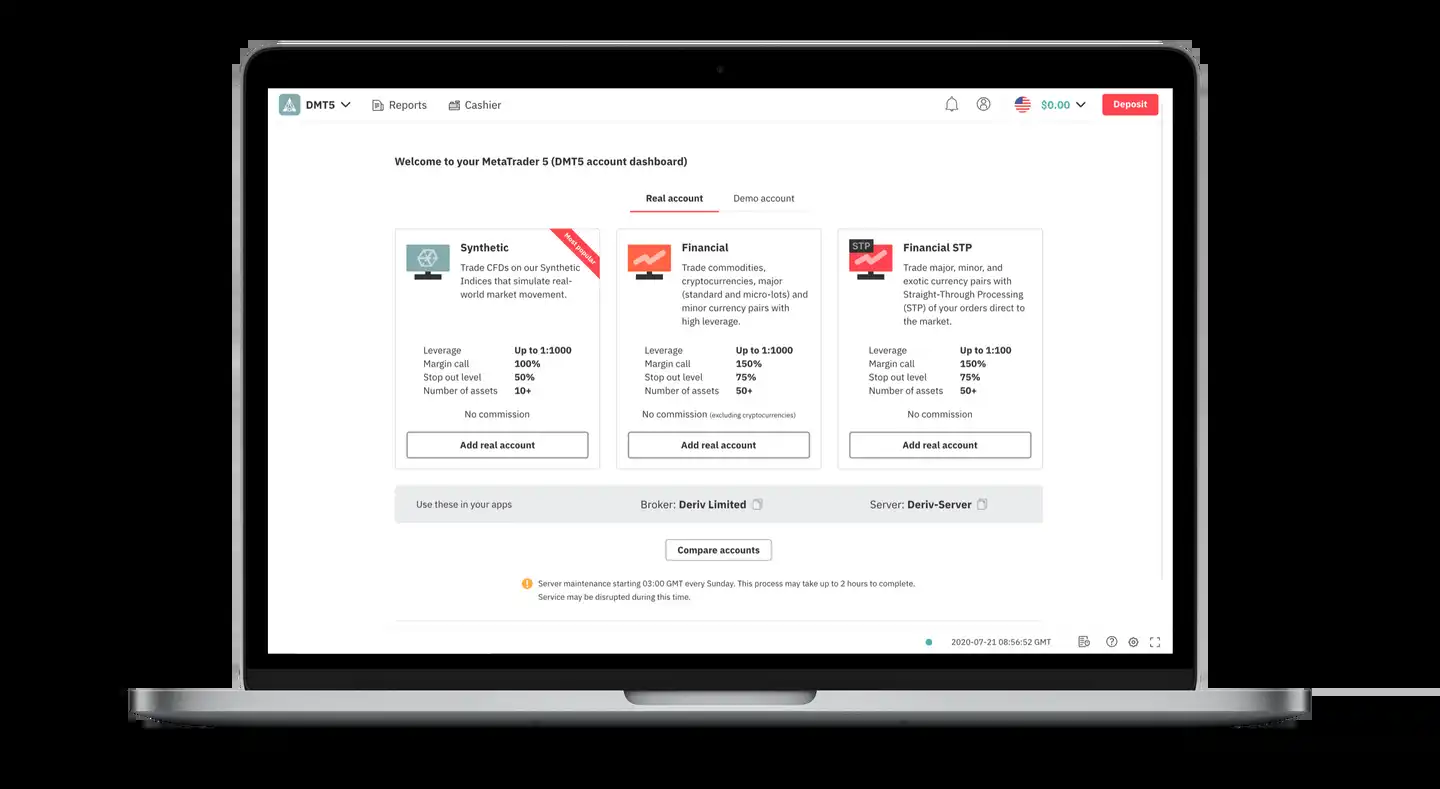 DMT5 Reports Cashier $0.00 Deposit
Welcome to your MetaTrader 5 (DMT5 account dashboard)
Real account Demo account
Synthetic
Most popular
Trade CFDs on our Synthetic
Indices that simulate real-
world market movement.
Leverage Up to 1:1000
Margin call 100%
Stop out level 50%
Number of assets 10+
No commission
Add real account
Financial
Trade commodities,
cryptocurrencies, major
(standard and micro-lots) and
minor currency pairs with
high leverage.
Leverage Up to 1:1000
Margin call 150%
Stop out level 75%
Number of assets 50+
No commission (excluding cryptocurrencies)
Add real account
STP
Financial STP
Trade major, minor, and
exotic currency pairs with
Straight-Through Processing
(STP) of your orders direct to
the market.
Leverage Up to 1:100
Margin call 150%
Stop out level 75%
Number of assets 50+
No commission
Add real account
Use these in your apps Broker: Deriv Limited Server: Deriv-Server
Compare accounts
Server maintenance starting 03:00 GMT every Sunday. This process may take up to 2 hours to complete.
Service may be disrupted during this time.
2020-07-21 08:56:52 GMT